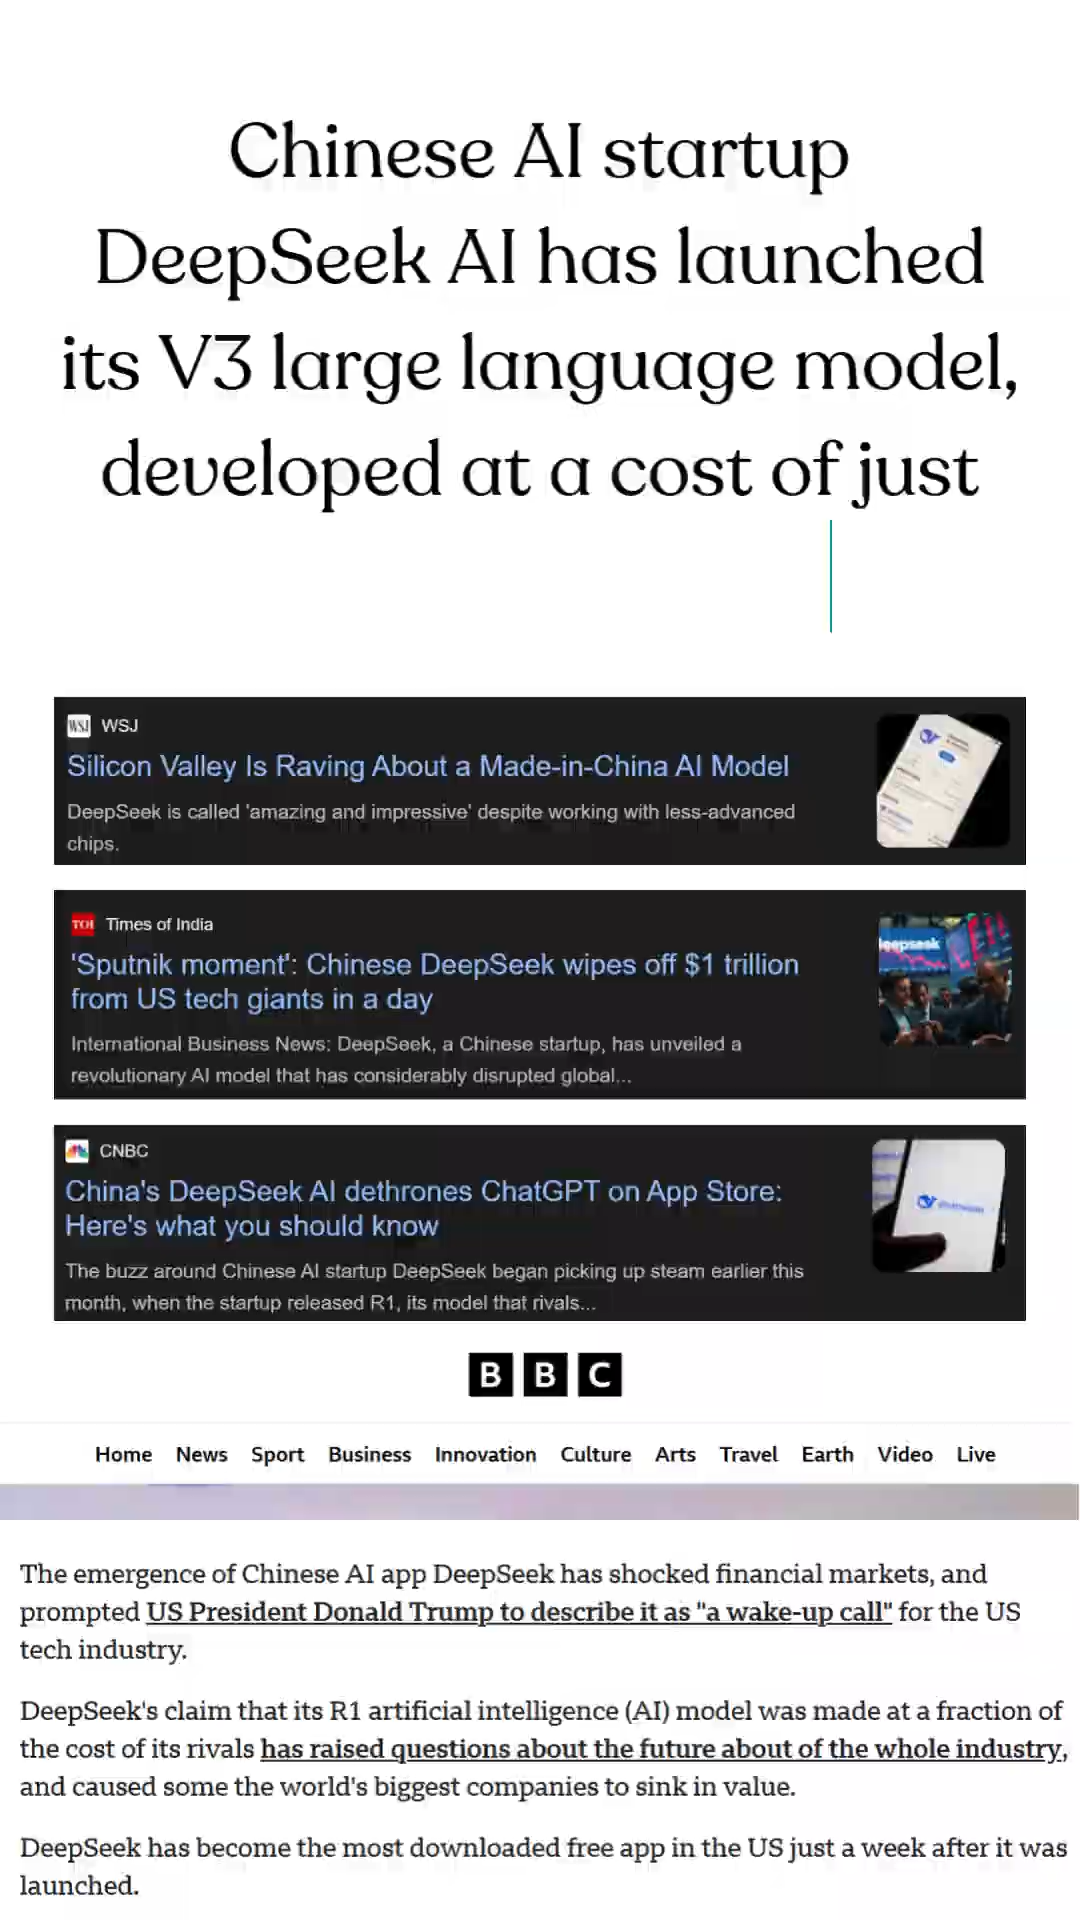 Chinese AI startup
DeepSeek AI has launched
its V3 large language model,
developed at a cost of just
WSJ WSJ
Silicon Valley Is Raving About a Made-in-China AI Model
DeepSeek is called 'amazing and impressive' despite working with less-advanced
chips.
TOI Times of India
deepseek
'Sputnik moment': Chinese DeepSeek wipes off $1 trillion
from US tech giants in a day
International Business News: DeepSeek, a Chinese startup, has unveiled a
revolutionary AI model that has considerably disrupted global...
CNBC
China's DeepSeek AI dethrones ChatGPT on App Store:
Here's what you should know
The buzz around Chinese AI startup DeepSeek began picking up steam earlier this
month, when the startup released R1, its model that rivals...
BBC
Home News Sport Business Innovation Culture Arts Travel Earth Video Live
The emergence of Chinese AI app DeepSeek has shocked financial markets, and
prompted US President Donald Trump to describe it as "a wake-up call" for the US
tech industry.
DeepSeek's claim that its R1 artificial intelligence (AI) model was made at a fraction of
the cost of its rivals has raised questions about the future about of the whole industry,
and caused some the world's biggest companies to sink in value.
DeepSeek has become the most downloaded free app in the US just a week after it was
launched.